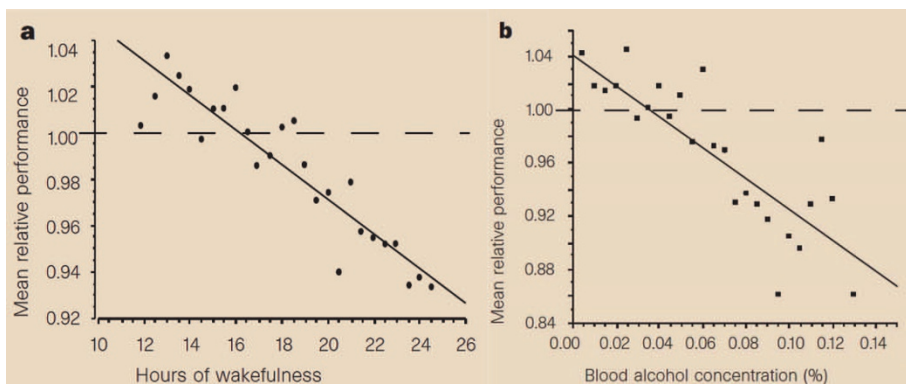 a
1.04
1.02
1.00
0.98
0.96
0.94
0.92
10 12 14 16 18 20 22 24 26
Mean relative performance
Hours of wakefulness
b
1.04
1.00
0.96
0.92
0.88
0.84
0.00 0.02 0.04 0.06 0.08 0.10 0.12
Mean relative performance
Blood alcohol concentration (%)